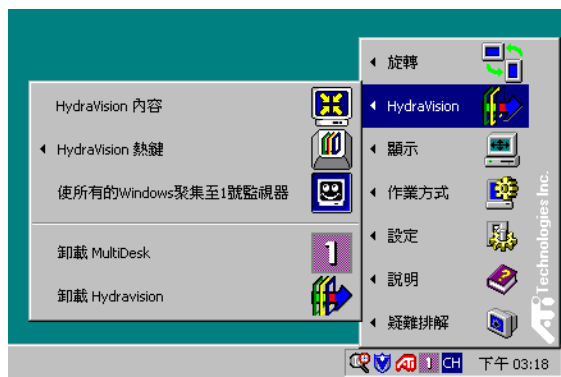 旋轉
HydraVision
顯示
作業方式
設定
說明
疑難排解
HydraVision 內容
HydraVision 熱鍵
使所有的Windows聚集至1號監視器
卸載 MultiDesk
1
卸載 Hydravision
ATi Technologies Inc.
ATI
1
CH
下午 03:18